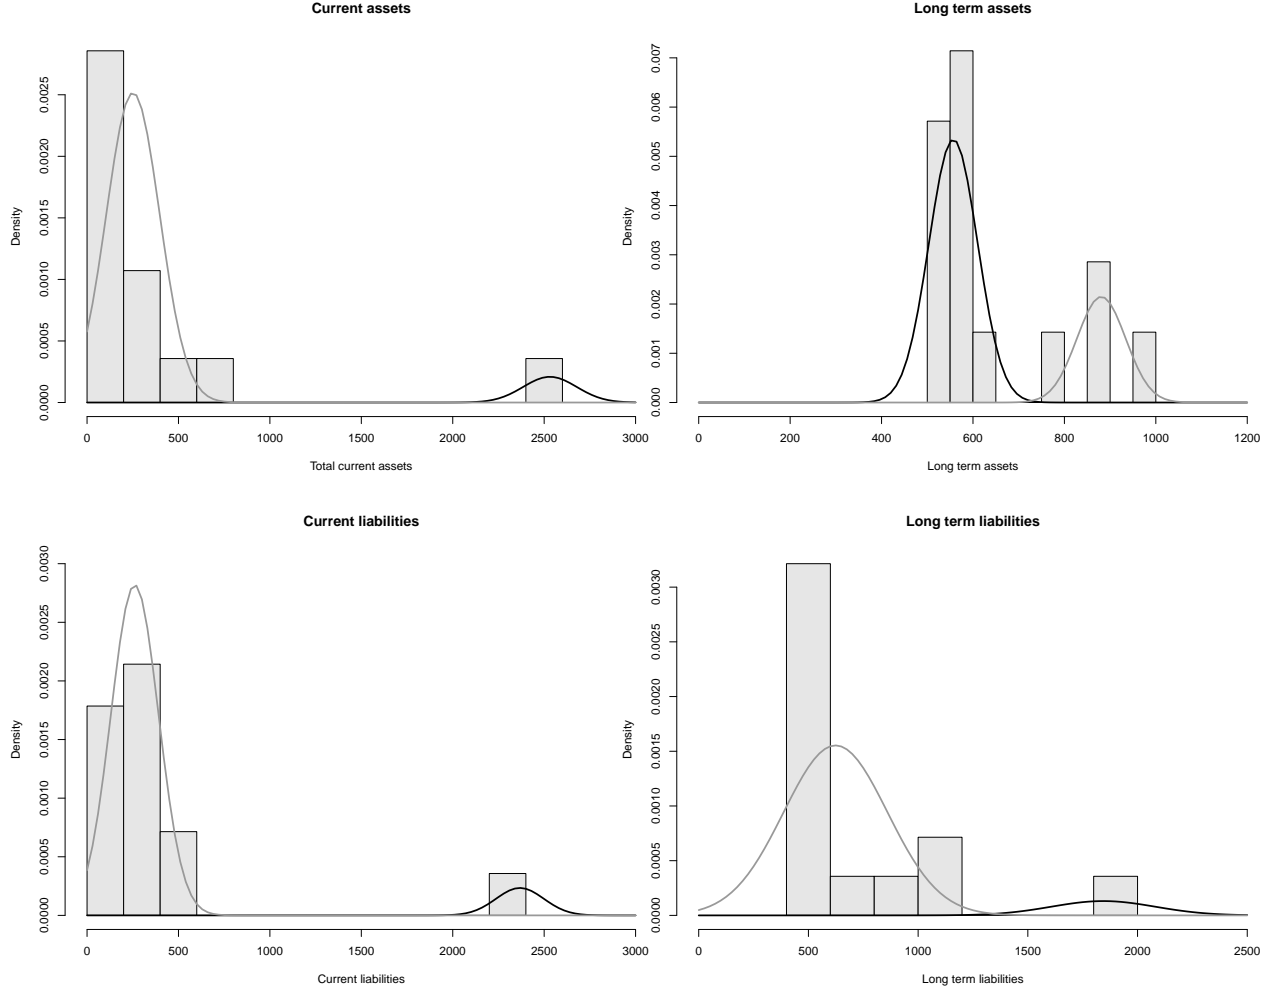 Current assets
Density
0.0000 0.0005 0.0010 0.0015 0.0020 0.0025
0 500 1000 1500 2000 2500 3000
Total current assets
Long term assets
Density
0.000 0.001 0.002 0.003 0.004 0.005 0.006 0.007
0 200 400 600 800 1000 1200
Long term assets
Current liabilities
Density
0.0000 0.0005 0.0010 0.0015 0.0020 0.0030
0 500 1000 1500 2000 2500 3000
Current liabilities
Long term liabilities
Density
0.0000 0.0005 0.0010 0.0015 0.0020 0.0025 0.0030
0 500 1000 1500 2000 2500
Long term liabilities